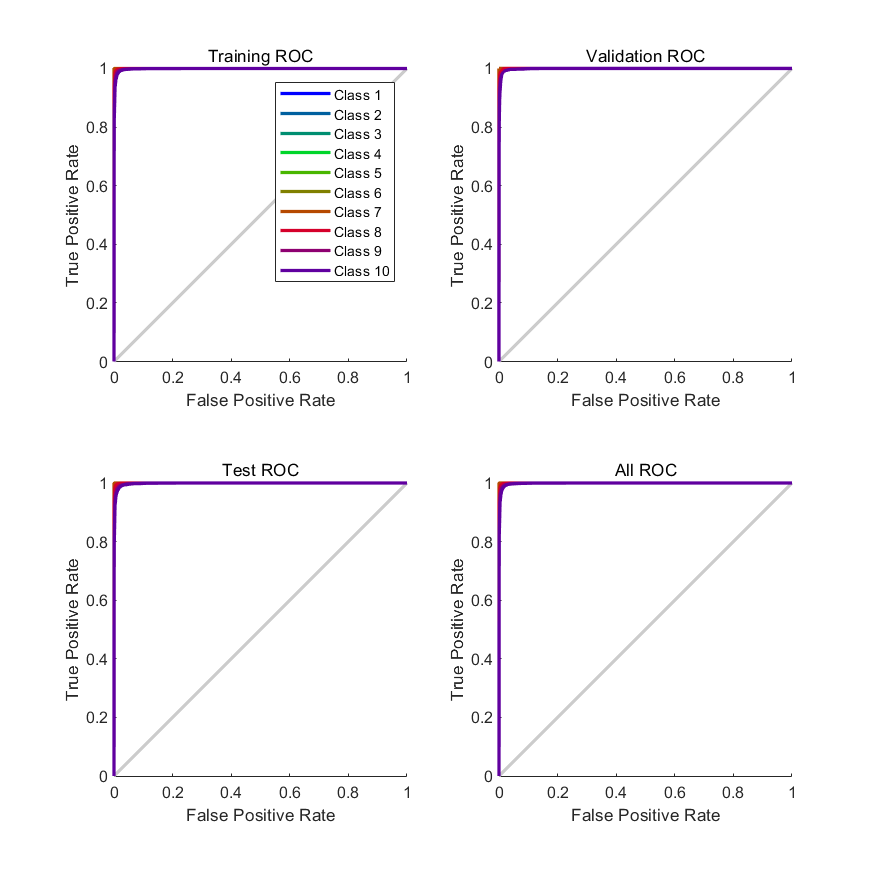 Training ROC
1
0.8
0.6
0.4
0.2
0
True Positive Rate
Class 1
Class 2
Class 3
Class 4
Class 5
Class 6
Class 7
Class 8
Class 9
Class 10
0 0.2 0.4 0.6 0.8 1
False Positive Rate
Validation ROC
1
0.8
0.6
0.4
0.2
0
True Positive Rate
0 0.2 0.4 0.6 0.8 1
False Positive Rate
Test ROC
1
0.8
0.6
0.4
0.2
0
True Positive Rate
0 0.2 0.4 0.6 0.8 1
False Positive Rate
All ROC
1
0.8
0.6
0.4
0.2
0
True Positive Rate
0 0.2 0.4 0.6 0.8 1
False Positive Rate